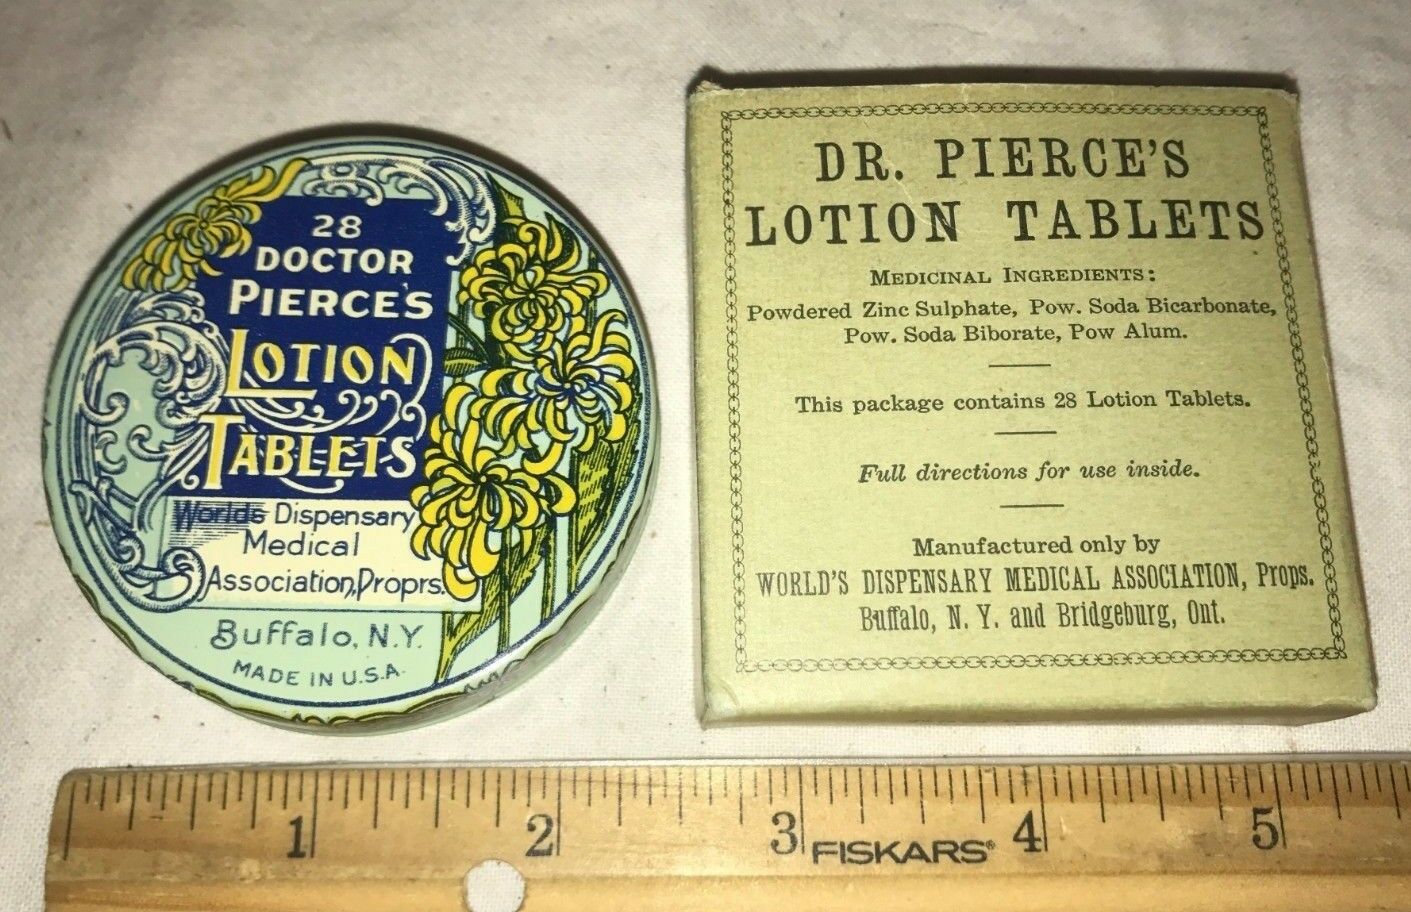 28
DOCTOR
PIERCE'S
LOTION
TABLETS
Worlds Dispensary
Medical
Association, Proprs.
Buffalo, N.Y.
MADE IN U.S.A.
DR. PIERCE'S
LOTION TABLETS
MEDICINAL INGREDIENTS:
Powdered Zinc Sulphate, Pow. Soda Bicarbonate,
Pow. Soda Biborate, Pow Alum.
This package contains 28 Lotion Tablets.
Full directions for use inside.
Manufactured only by
WORLD'S DISPENSARY MEDICAL ASSOCIATION, Props.
Buffalo, N. Y. and Bridgeburg, Ont.
1 2 3 4 5
FISKARS®